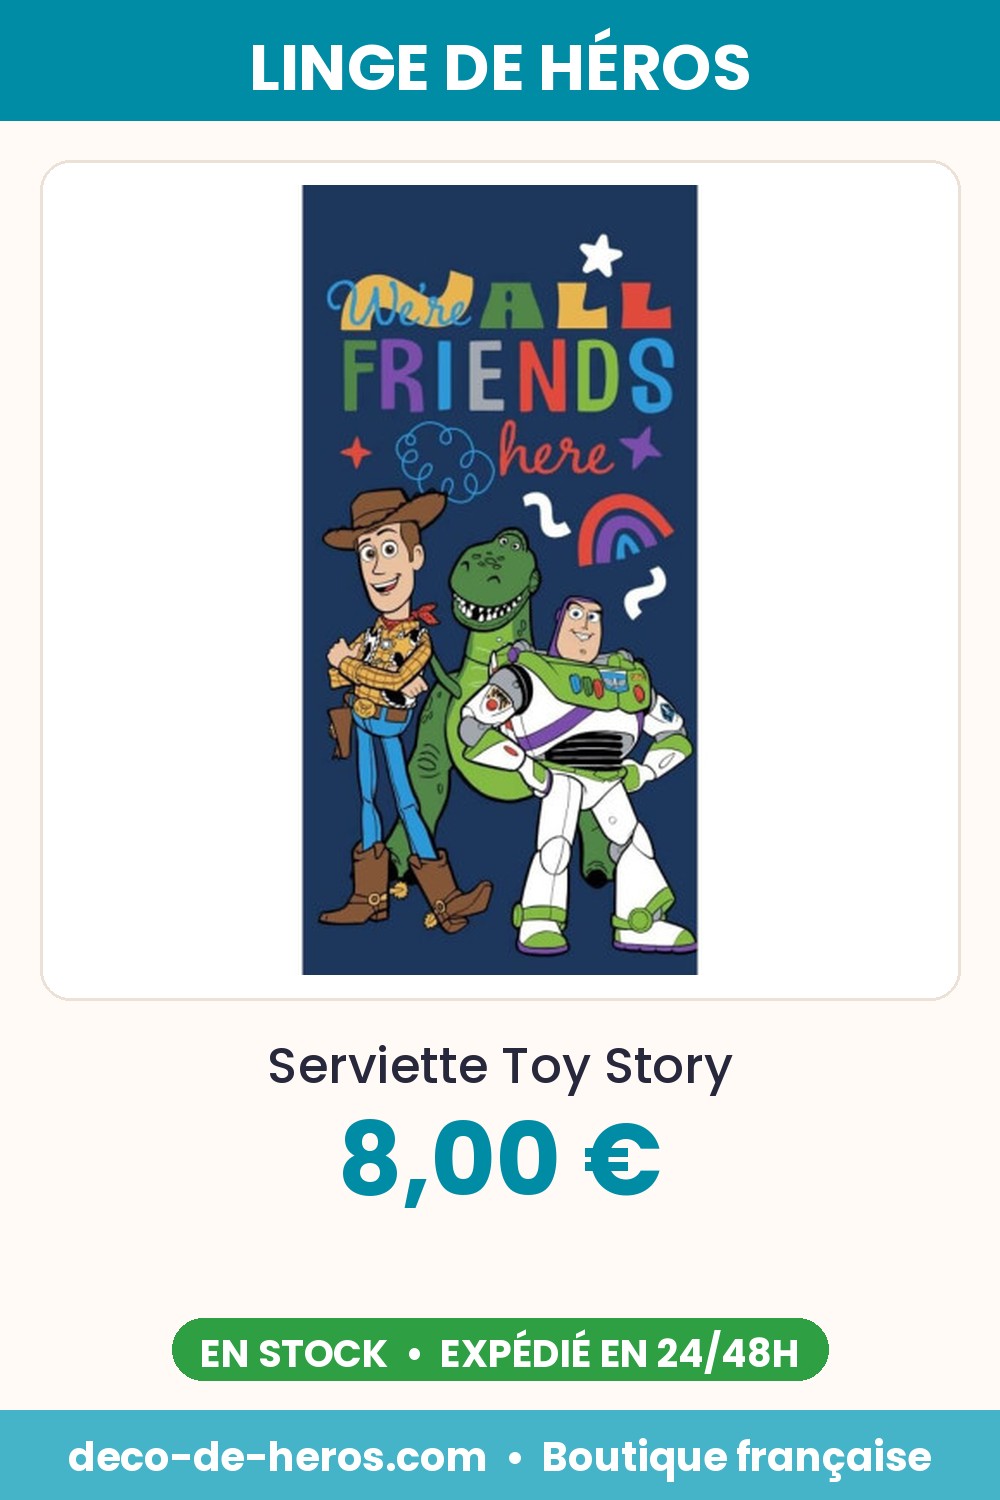 LINGE DE HÉROS
We're ALL
FRIENDS
here
Serviette Toy Story
8,00 €
EN STOCK • EXPÉDIÉ EN 24/48H
deco-de-heros.com • Boutique française